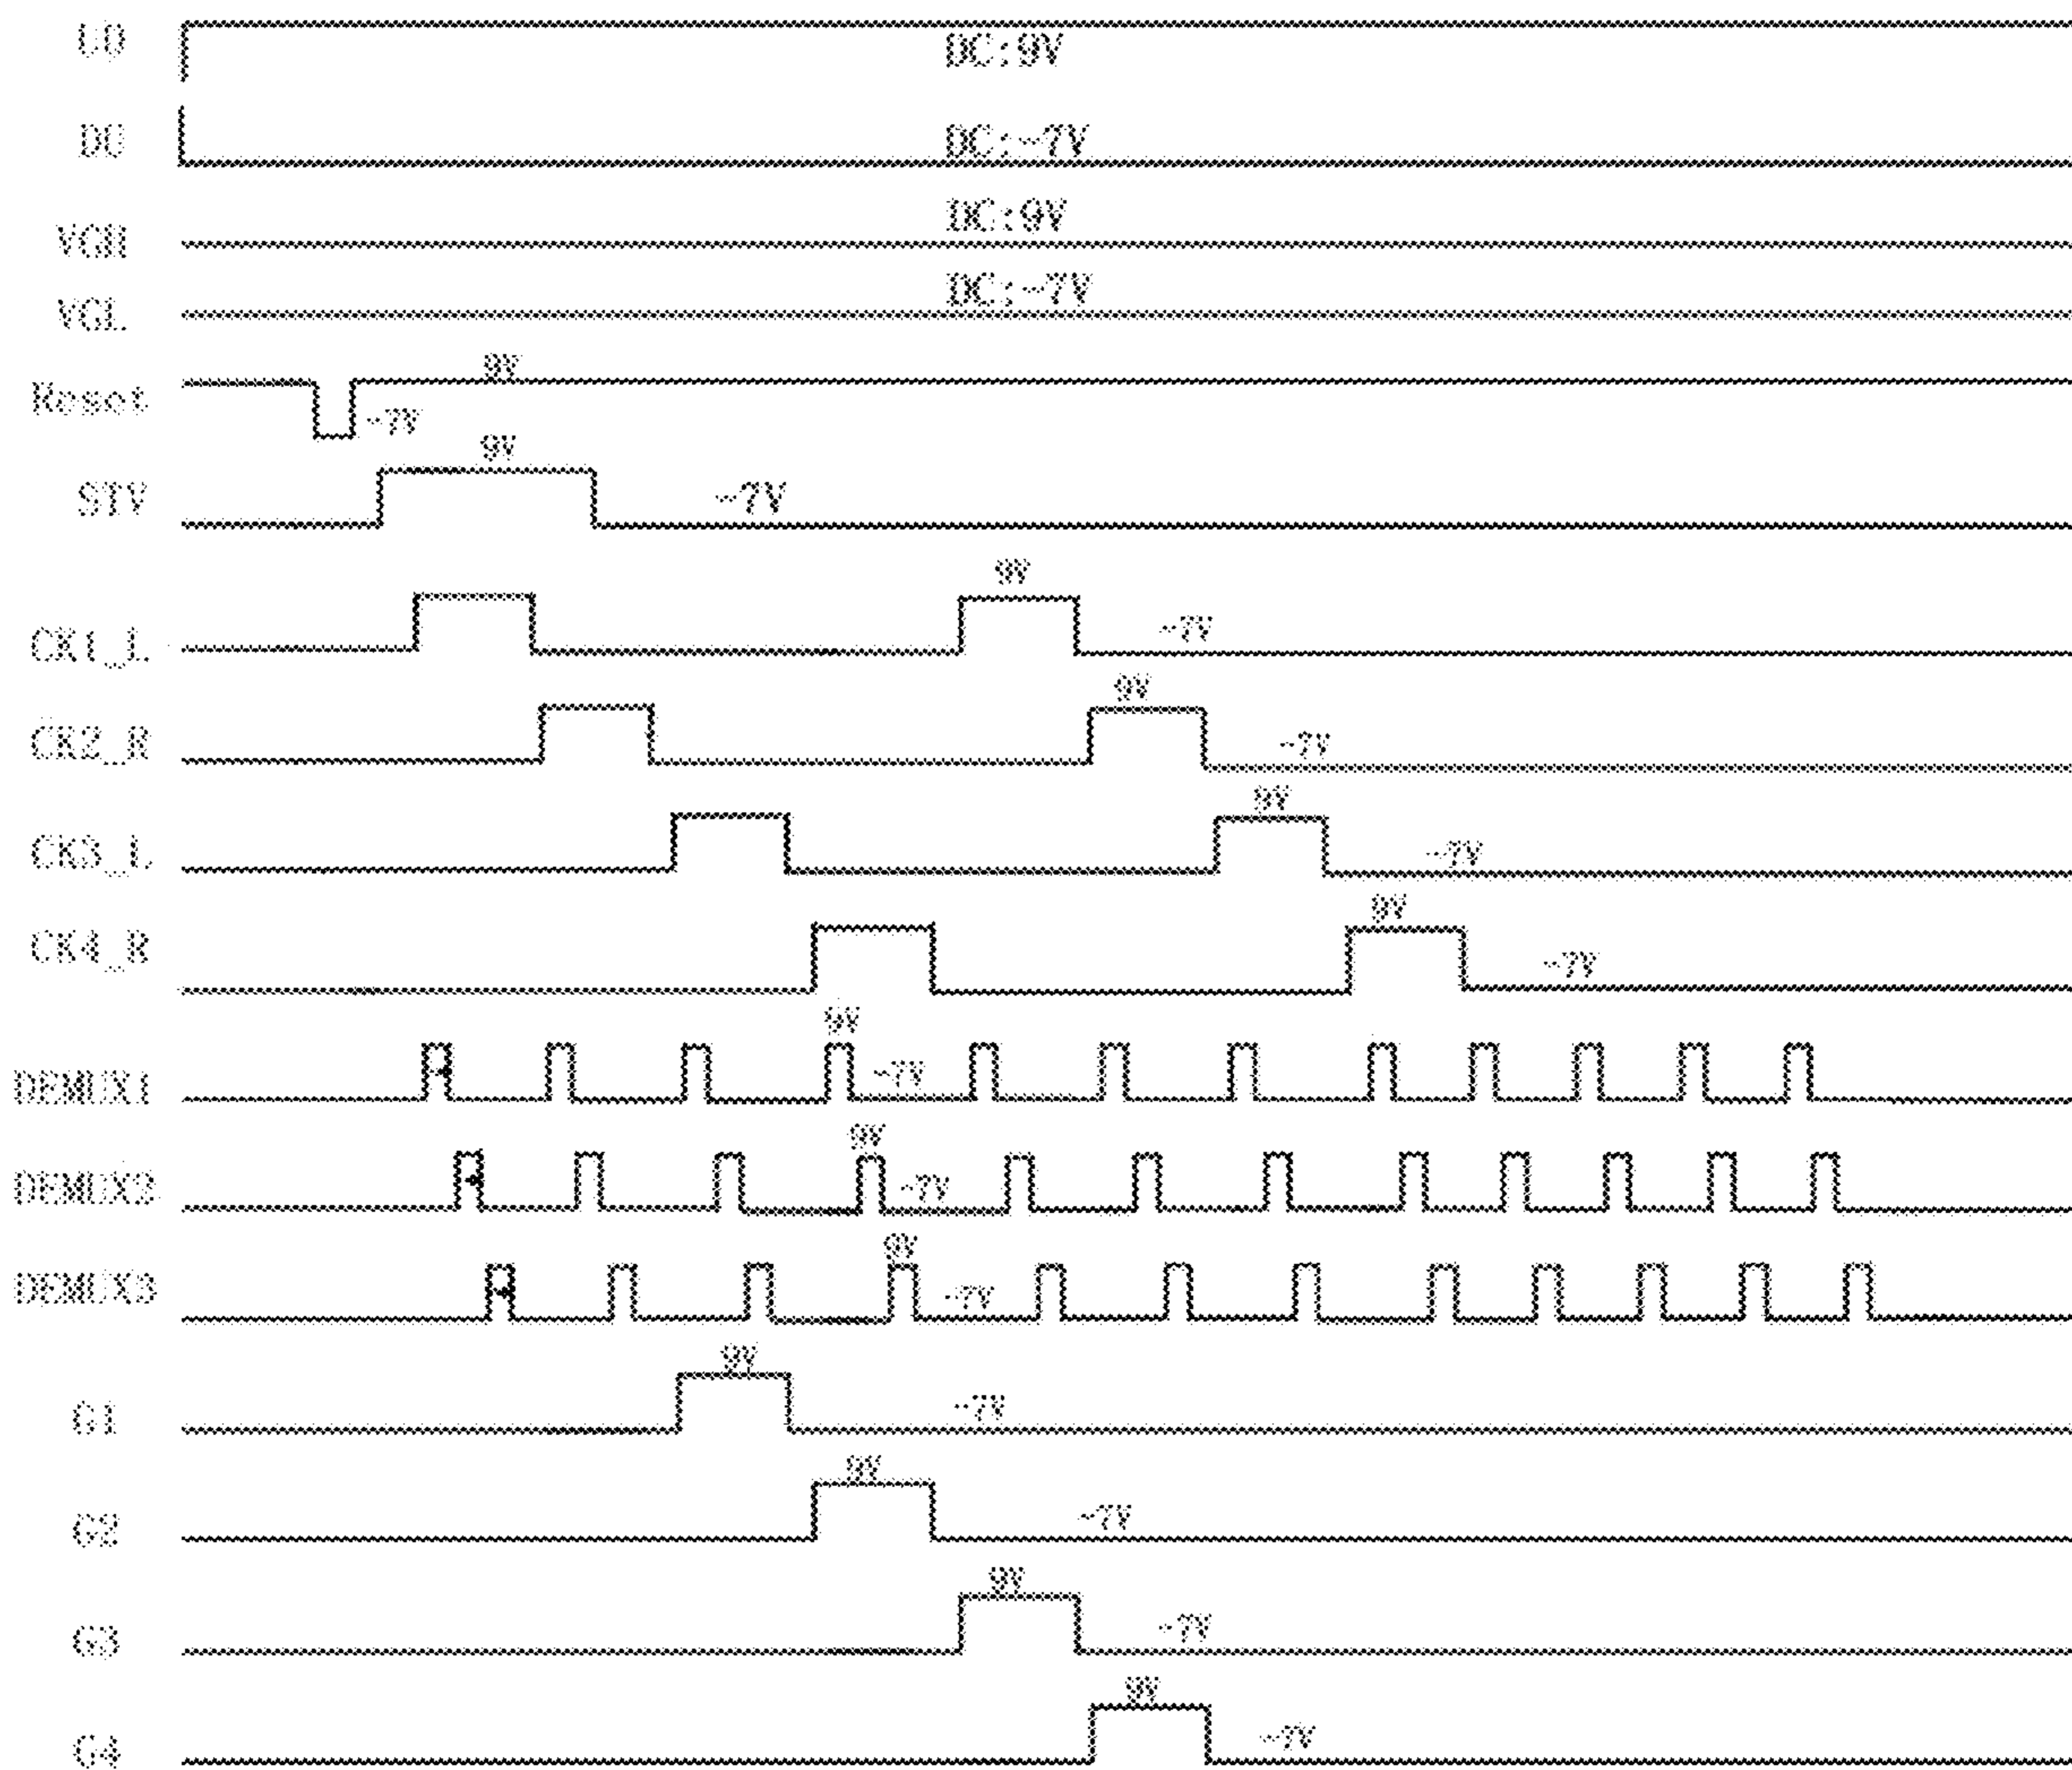 UD
DC:9V
DU
DC:-7V
VGH
DC:9V
VGL
DC:-7V
Reset
9V
-7V
STV
9V
-7V
CK1_L
9V
-7V
CK2_R
9V
-7V
CK3_L
9V
-7V
CK4_R
9V
-7V
DEMUX1
9V
-7V
DEMUX2
9V
-7V
DEMUX3
9V
-7V
G1
9V
-7V
G2
9V
-7V
G3
9V
-7V
G4
9V
-7V